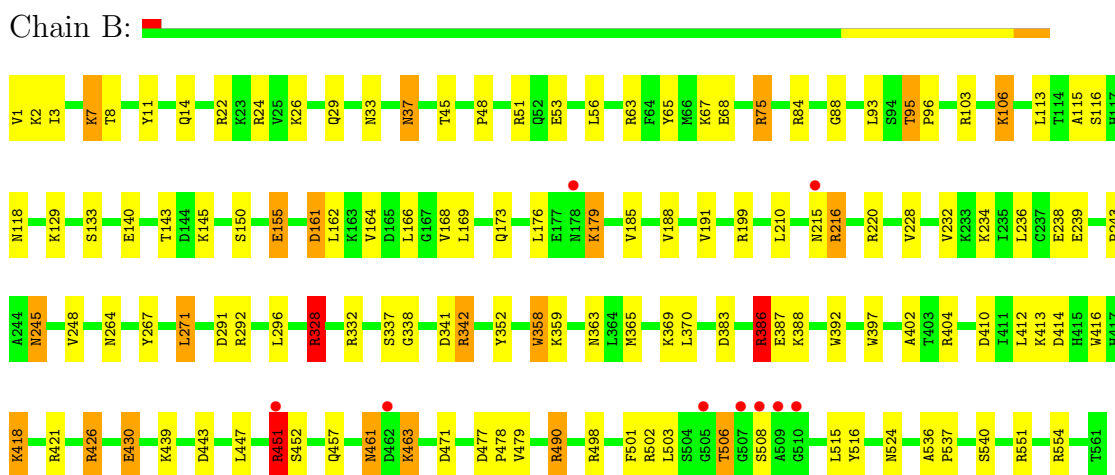 Chain B:
V1 K2 I3 K7 T8 Y11 Q14 R22 K23 R24 V25 K26 Q29 N33 N37 T45 P48 R51 Q52 E53 L56 R63 F64 Y65 M66 K67 E68 R75 R84 G88 L93 S94 T95 P96 R103 K106 L113 T114 A115 S116 H117
N118 K129 S133 E140 T143 D144 K145 S150 E155 D161 L162 K163 V164 D165 L166 G167 V168 L169 Q173 L176 E177 N178 K179 V185 V188 V191 R199 L210 N215 R216 R220 V228 V232 K233 K234 I235 L236 C237 E238 E239
A244 N245 V248 N264 Y267 L271 D291 R292 L296 R328 R332 S337 G338 D341 R342 Y352 W358 K359 N363 L364 M365 K369 L370 D383 R386 E387 K388 W392 W397 A402 T403 R404 D410 I411 L412 K413 D414 H415 W416 H417
K418 R421 R426 E430 K439 D443 L447 R451 S452 Q457 N461 D462 K463 D471 D477 P478 V479 R490 R498 F501 R502 L503 S504 G505 T506 G507 S508 A509 G510 L515 Y516 N524 A536 P537 S540 R551 R554 T561